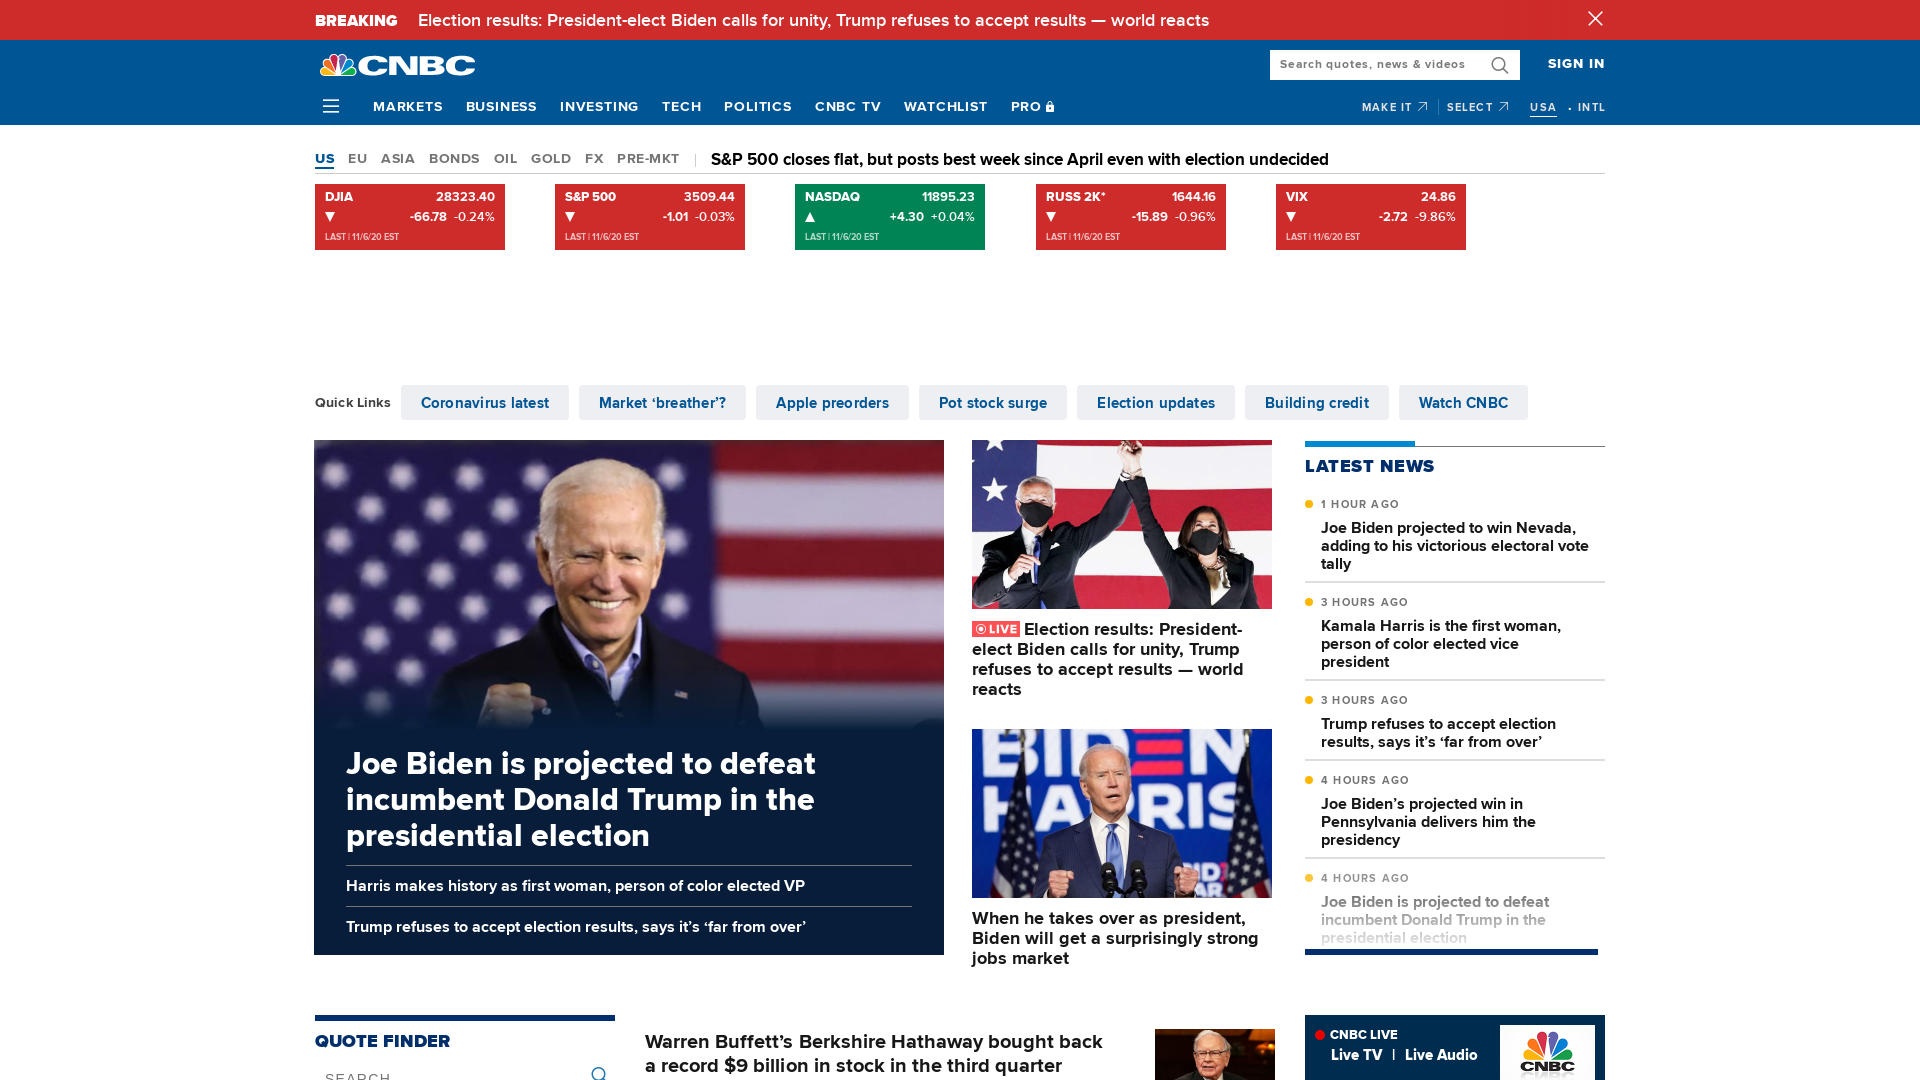 BREAKING Election results: President-elect Biden calls for unity, Trump refuses to accept results — world reacts
CNBC
Search quotes, news & videos
SIGN IN
MARKETS BUSINESS INVESTING TECH POLITICS CNBC TV WATCHLIST PRO
MAKE IT SELECT USA • INTL
US EU ASIA BONDS OIL GOLD FX PRE-MKT
S&P 500 closes flat, but posts best week since April even with election undecided
DJIA 28323.40
-66.78 -0.24%
LAST | 11/6/20 EST
S&P 500 3509.44
-1.01 -0.03%
LAST | 11/6/20 EST
NASDAQ 11895.23
+4.30 +0.04%
LAST | 11/6/20 EST
RUSS 2K* 1644.16
-15.89 -0.96%
LAST | 11/6/20 EST
VIX 24.86
-2.72 -9.86%
LAST | 11/6/20 EST
Quick Links
Coronavirus latest
Market ‘breather’?
Apple preorders
Pot stock surge
Election updates
Building credit
Watch CNBC
Joe Biden is projected to defeat
incumbent Donald Trump in the
presidential election
Harris makes history as first woman, person of color elected VP
Trump refuses to accept election results, says it’s ‘far from over’
LIVE Election results: President-
elect Biden calls for unity, Trump
refuses to accept results — world
reacts
BIDEN
HARRIS
When he takes over as president,
Biden will get a surprisingly strong
jobs market
LATEST NEWS
1 HOUR AGO
Joe Biden projected to win Nevada,
adding to his victorious electoral vote
tally
3 HOURS AGO
Kamala Harris is the first woman,
person of color elected vice
president
3 HOURS AGO
Trump refuses to accept election
results, says it’s ‘far from over’
4 HOURS AGO
Joe Biden’s projected win in
Pennsylvania delivers him the
presidency
4 HOURS AGO
Joe Biden is projected to defeat
incumbent Donald Trump in the
presidential election
QUOTE FINDER
SEARCH
Warren Buffett’s Berkshire Hathaway bought back
a record $9 billion in stock in the third quarter
CNBC LIVE
Live TV | Live Audio
CNBC